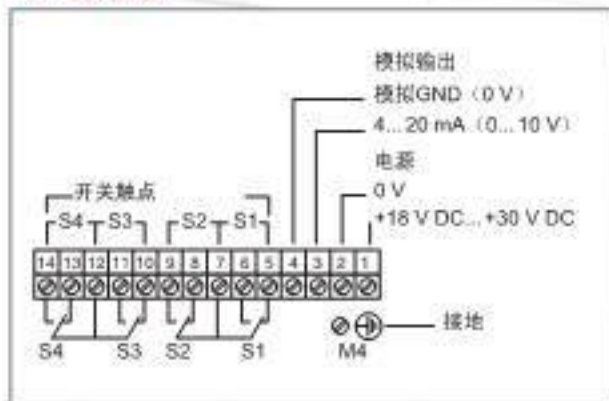 模拟输出
模拟GND（0 V）
4... 20 mA（0... 10 V）
电源
0 V
+18 V DC...+30 V DC
开关触点
S4 S3 S2 S1
14 13 12 11 10 9 8 7 6 5 4 3 2 1
S4 S3 S2 S1
M4
接地